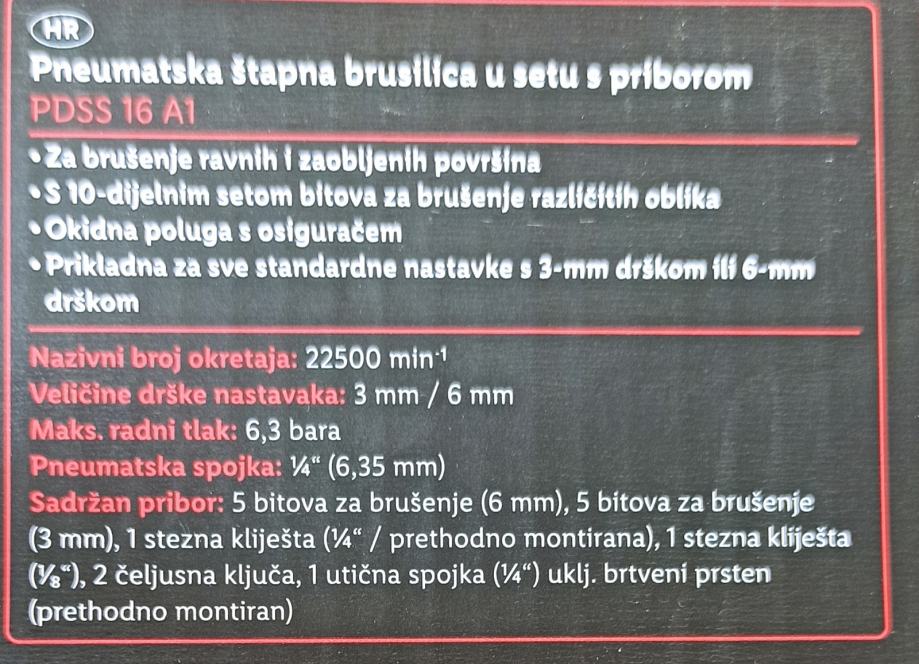 HR
Pneumatska štapna brusilica u setu s priborom
PDSS 16 A1
• Za brušenje ravnih i zaobljenih površina
• S 10-dijelnim setom bitova za brušenje različitih oblika
• Okidna poluga s osiguračem
• Prikladna za sve standardne nastavke s 3-mm drškom ili 6-mm
drškom
Nazivni broj okretaja: 22500 min⁻¹
Veličine drške nastavaka: 3 mm / 6 mm
Maks. radni tlak: 6,3 bara
Pneumatska spojka: ¼“ (6,35 mm)
Sadržan pribor: 5 bitova za brušenje (6 mm), 5 bitova za brušenje
(3 mm), 1 stezna kliješta (¼“ / prethodno montirana), 1 stezna kliješta
(⅛“), 2 čeljusna ključa, 1 utična spojka (¼“) uklj. brtveni prsten
(prethodno montiran)